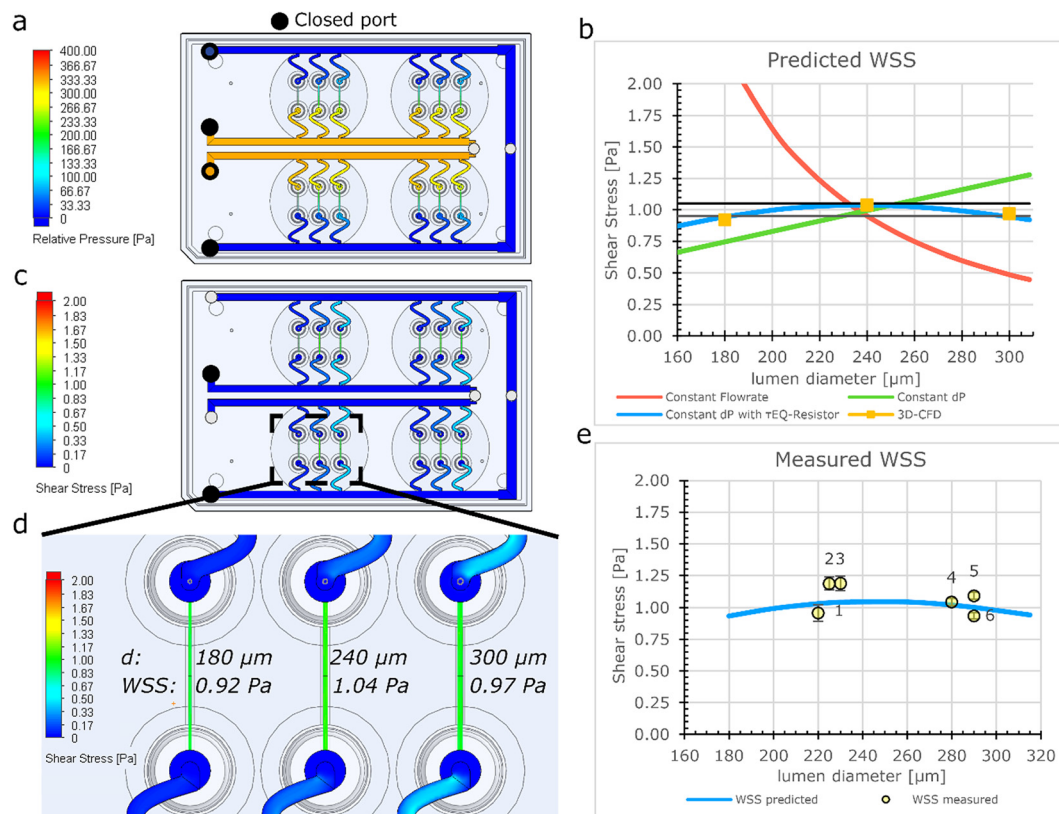 a
Closed port
400.00
366.67
333.33
300.00
266.67
233.33
200.00
166.67
133.33
100.00
66.67
33.33
0
Relative Pressure [Pa]
b
Predicted WSS
Shear Stress [Pa]
2.00
1.75
1.50
1.25
1.00
0.75
0.50
0.25
0.00
160 180 200 220 240 260 280 300
lumen diameter [µm]
Constant Flowrate
Constant dP
Constant dP with τEQ-Resistor
3D-CFD
c
2.00
1.83
1.67
1.50
1.33
1.17
1.00
0.83
0.67
0.50
0.33
0.17
0
Shear Stress [Pa]
d
2.00
1.83
1.67
1.50
1.33
1.17
1.00
0.83
0.67
0.50
0.33
0.17
0
Shear Stress [Pa]
d: 180 µm 240 µm 300 µm
WSS: 0.92 Pa 1.04 Pa 0.97 Pa
e
Measured WSS
Shear stress [Pa]
2.00
1.75
1.50
1.25
1.00
0.75
0.50
0.25
0.00
23
4
5
1
6
160 180 200 220 240 260 280 300 320
lumen diameter [µm]
WSS predicted
WSS measured